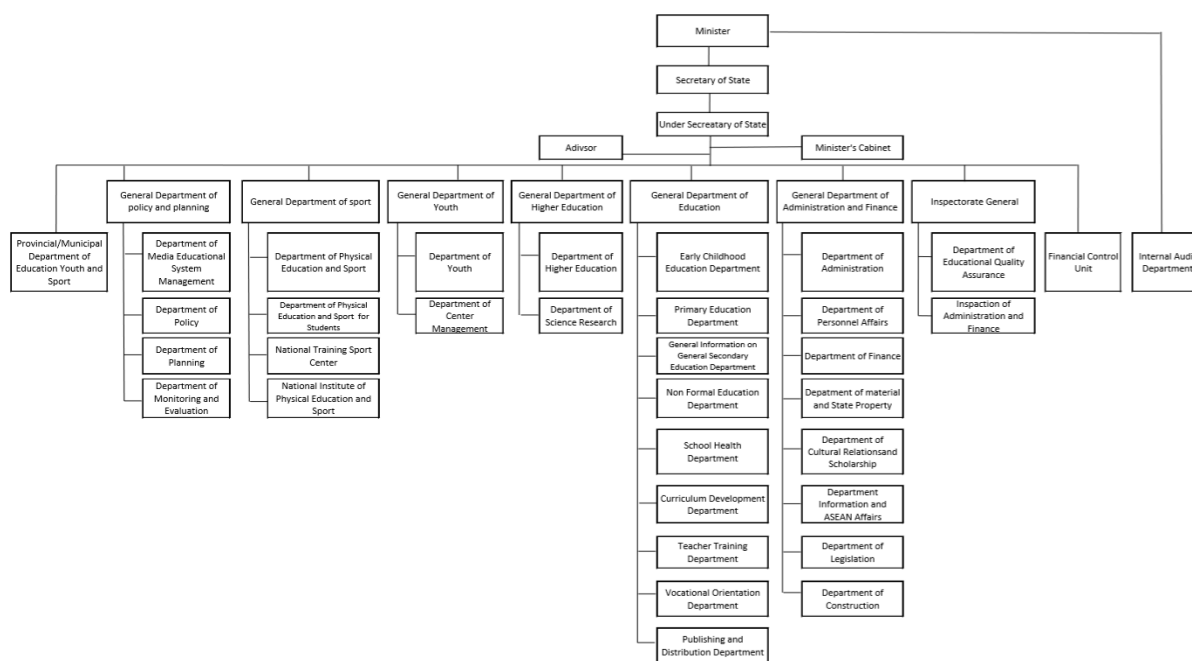 Minister
Secretary of State
Under Secreatary of State
Adivsor
Minister's Cabinet
General Department of
policy and planning
General Department of sport
General Department of
Youth
General Department of
Higher Education
General Department of
Education
General Department of
Administration and Finance
Inspectorate General
Provincial/Municipal
Department of
Education Youth and
Sport
Department of
Media Educational
System
Management
Department of
Policy
Department of
Planning
Department of
Monitoring and
Evaluation
Department of Physical
Education and Sport
Department of Physical
Education and Sport for
Students
National Training Sport
Center
National Institute of
Physical Education and
Sport
Department of
Youth
Department of
Center
Management
Department of
Higher Education
Department of
Science Research
Early Childhood
Education Department
Primary Education
Department
General Information on
General Secondary
Education Department
Non Formal Education
Department
School Health
Department
Curriculum Development
Department
Teacher Training
Department
Vocational Orientation
Department
Publishing and
Distribution Department
Department of
Administration
Department of
Personnel Affairs
Department of Finance
Depatment of material
and State Property
Department of
Cultural Relationsand
Scholarship
Department
Information and
ASEAN Affairs
Department of
Legislation
Department of
Construction
Department of
Educational Quality
Assurance
Inspaction of
Administration and
Finance
Financial Control
Unit
Internal Audi
Department